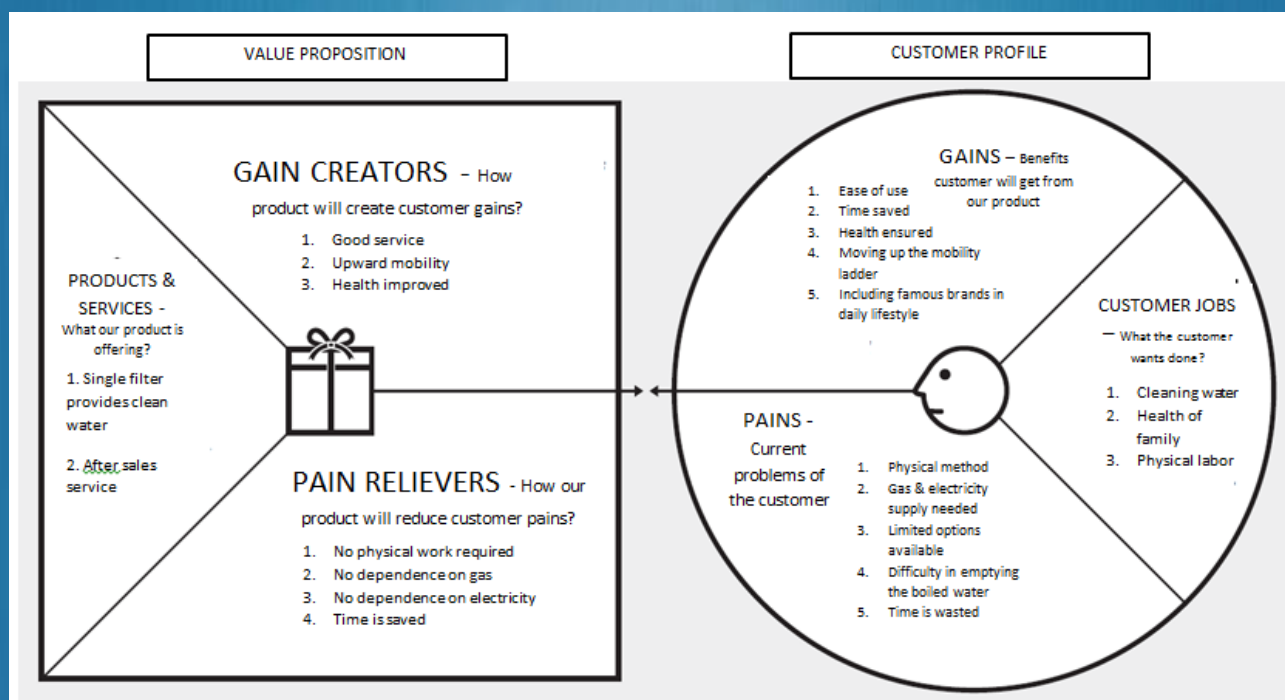 VALUE PROPOSITION
GAIN CREATORS - How
product will create customer gains?
1. Good service
2. Upward mobility
3. Health improved
-
PRODUCTS &
SERVICES -
What our product is
offering?
1. Single filter
provides clean
water
2. After sales
service
PAIN RELIEVERS - How our
product will reduce customer pains?
1. No physical work required
2. No dependence on gas
3. No dependence on electricity
4. Time is saved
CUSTOMER PROFILE
GAINS – Benefits
customer will get from
our product
1. Ease of use
2. Time saved
3. Health ensured
4. Moving up the mobility
ladder
5. Including famous brands in
daily lifestyle
CUSTOMER JOBS
– What the customer
wants done?
1. Cleaning water
2. Health of
family
3. Physical labor
PAINS -
Current
problems of
the customer
1. Physical method
2. Gas & electricity
supply needed
3. Limited options
available
4. Difficulty in emptying
the boiled water
5. Time is wasted